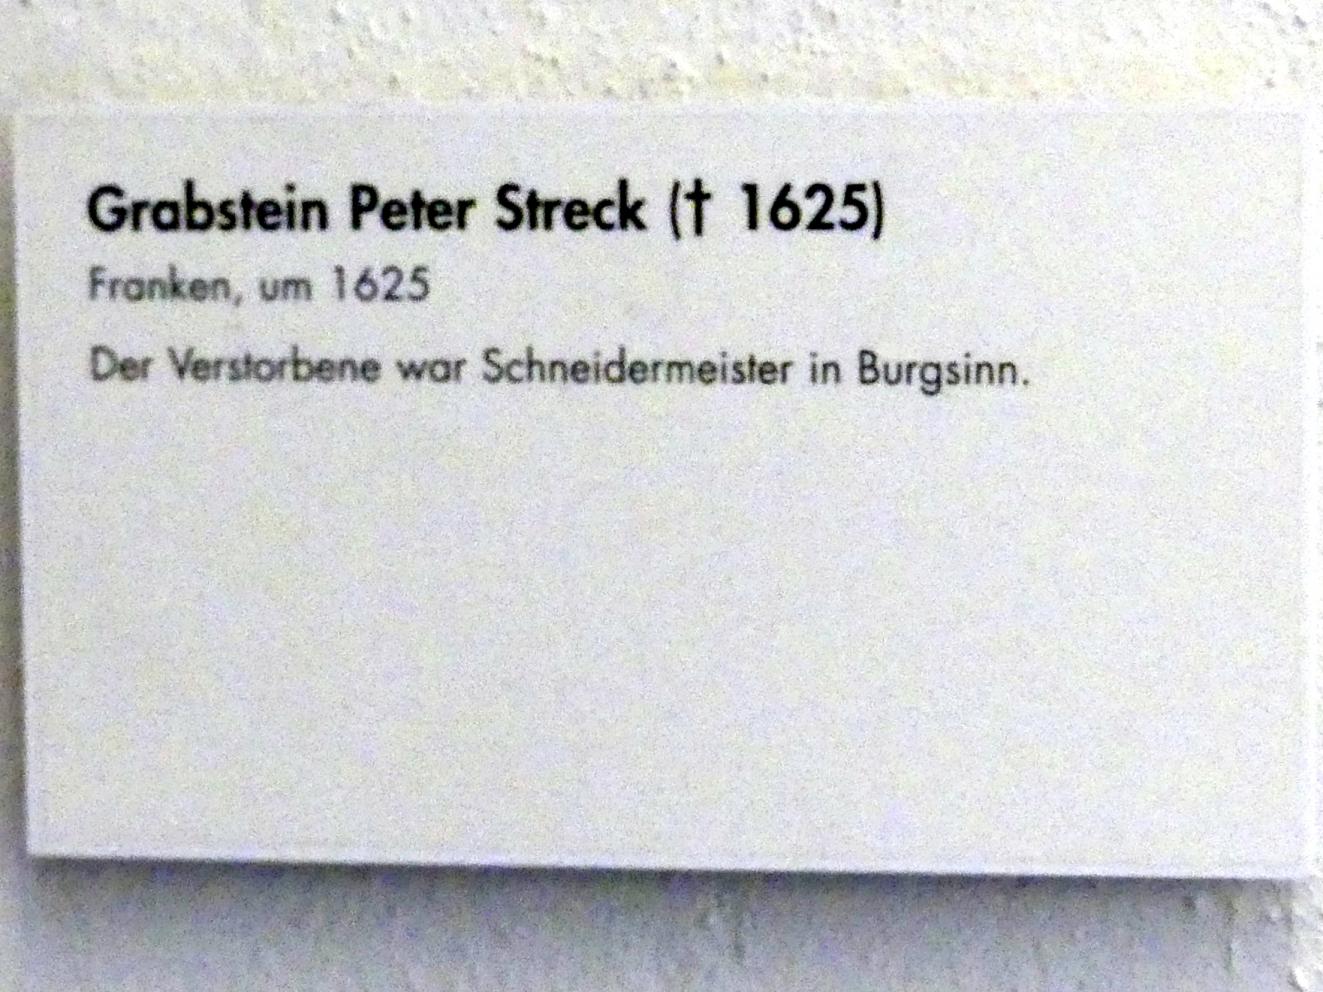 Grabstein Peter Streck († 1625)
Franken, um 1625
Der Verstorbene war Schneidermeister in Burgsinn.